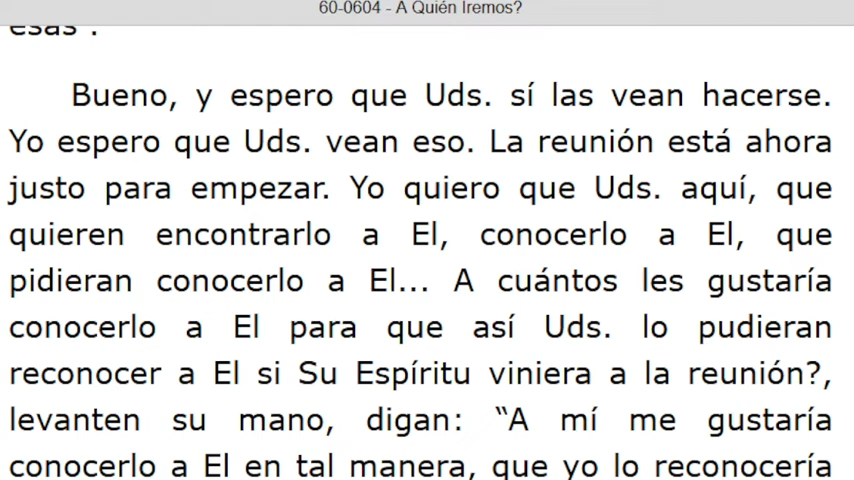 60-0604 - A Quién Iremos?
esas".
Bueno, y espero que Uds. sí las vean hacerse.
Yo espero que Uds. vean eso. La reunión está ahora
justo para empezar. Yo quiero que Uds. aquí, que
quieren encontrarlo a El, conocerlo a El, que
pidieran conocerlo a El... A cuántos les gustaría
conocerlo a El para que así Uds. lo pudieran
reconocer a El si Su Espíritu viniera a la reunión?,
levanten su mano, digan: “A mí me gustaría
conocerlo a El en tal manera, que yo lo reconocería